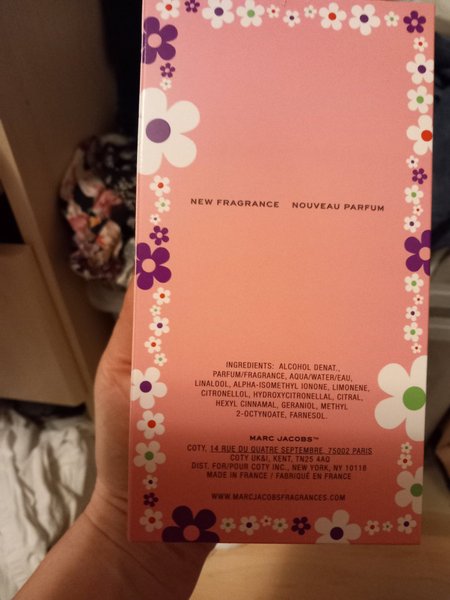 NEW FRAGRANCE NOUVEAU PARFUM
INGREDIENTS: ALCOHOL DENAT.,
PARFUM/FRAGRANCE, AQUA/WATER/EAU,
LINALOOL, ALPHA-ISOMETHYL IONONE, LIMONENE,
CITRONELLOL, HYDROXYCITRONELLAL, CITRAL,
HEXYL CINNAMAL, GERANIOL, METHYL
2-OCTYNOATE, FARNESOL.
MARC JACOBS™
COTY, 14 RUE DU QUATRE SEPTEMBRE, 75002 PARIS
COTY UK&I, KENT, TN25 4AQ
DIST. FOR/POUR COTY INC., NEW YORK, NY 10118
MADE IN FRANCE / FABRIQUÉ EN FRANCE
WWW.MARCJACOBSFRAGRANCES.COM